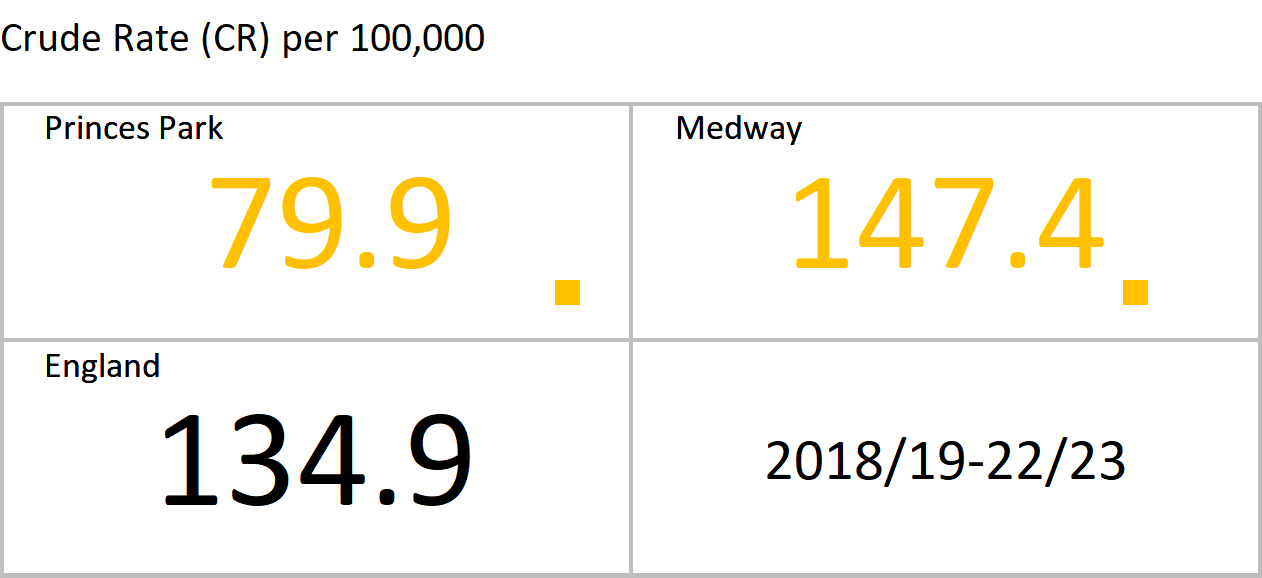 Crude Rate (CR) per 100,000
Princes Park
79.9
Medway
147.4
England
134.9
2018/19-22/23